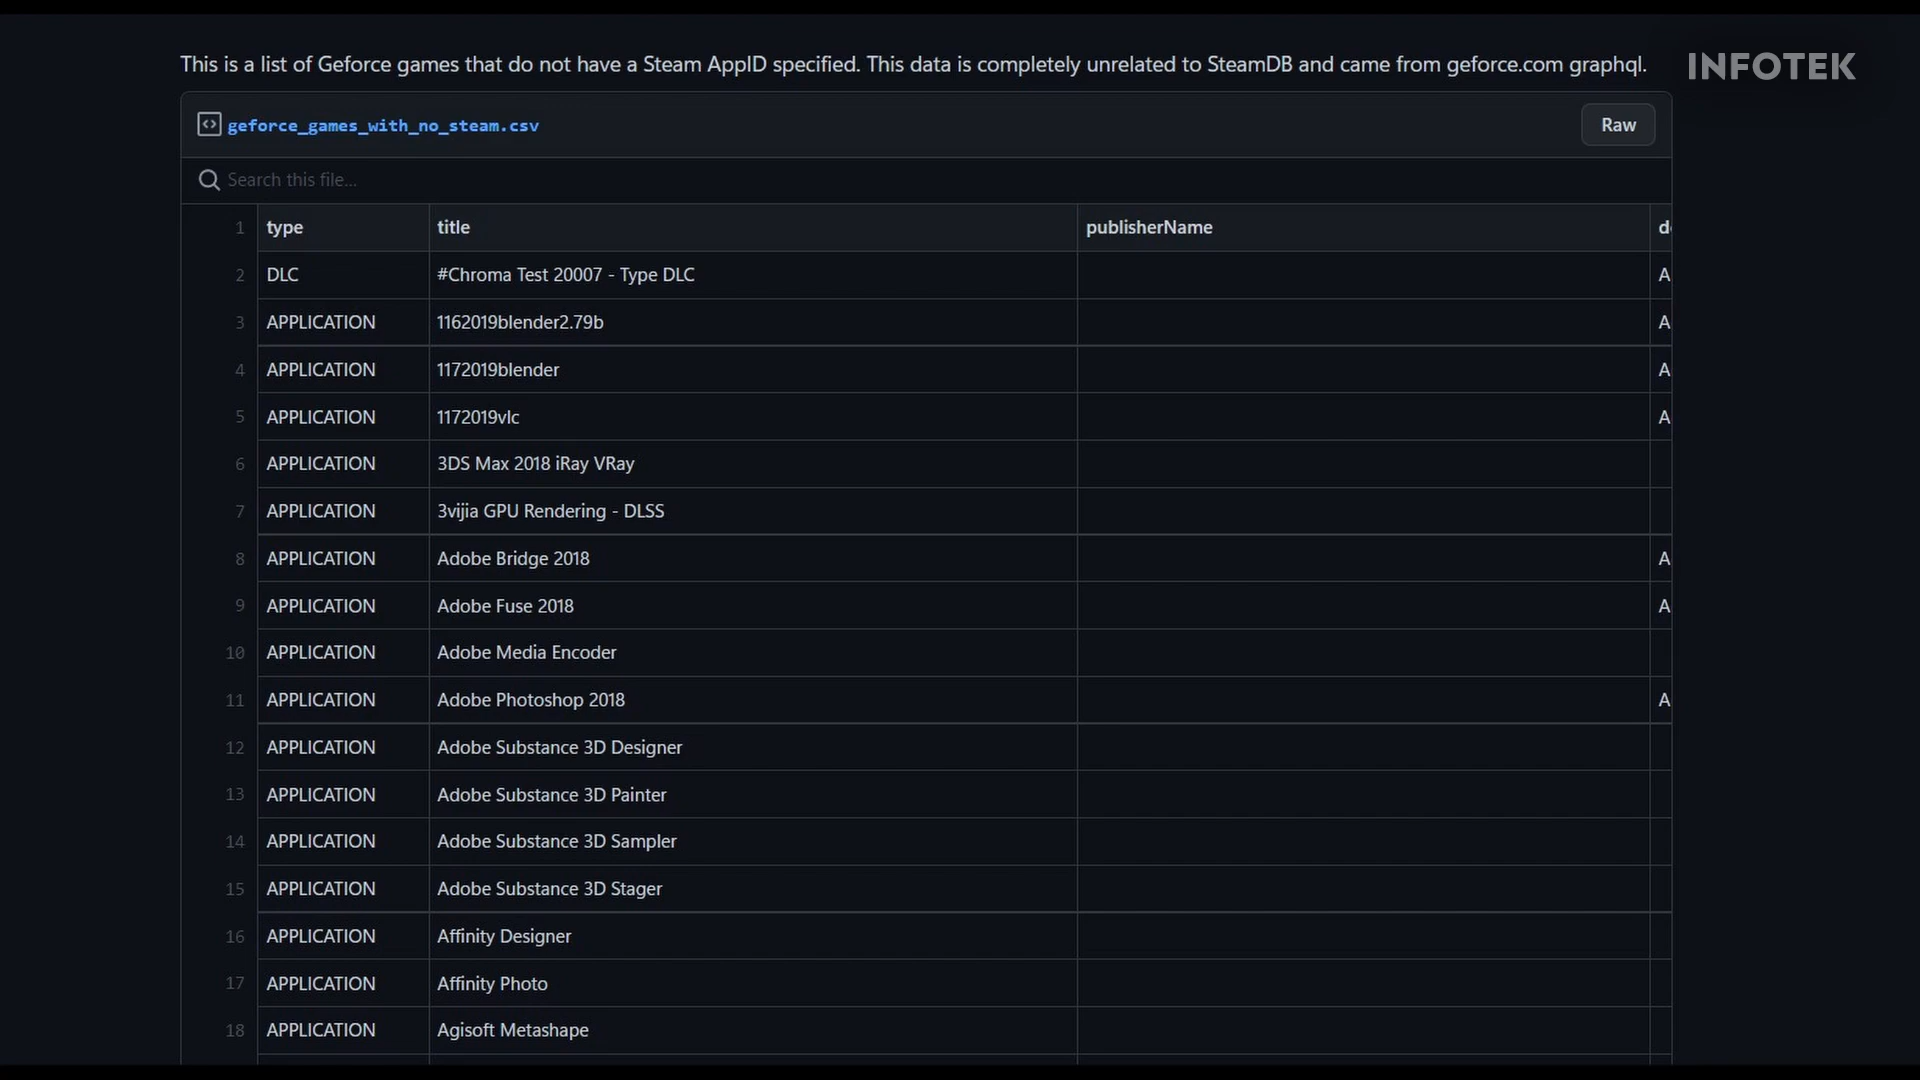 This is a list of Geforce games that do not have a Steam AppID specified. This data is completely unrelated to SteamDB and came from geforce.com graphql.
INFOTEK
geforce_games_with_no_steam.csv
Raw
Search this file...
1 type title publisherName d
2 DLC #Chroma Test 20007 - Type DLC A
3 APPLICATION 1162019blender2.79b A
4 APPLICATION 1172019blender A
5 APPLICATION 1172019vlc A
6 APPLICATION 3DS Max 2018 iRay VRay
7 APPLICATION 3vijia GPU Rendering - DLSS
8 APPLICATION Adobe Bridge 2018 A
9 APPLICATION Adobe Fuse 2018 A
10 APPLICATION Adobe Media Encoder
11 APPLICATION Adobe Photoshop 2018 A
12 APPLICATION Adobe Substance 3D Designer
13 APPLICATION Adobe Substance 3D Painter
14 APPLICATION Adobe Substance 3D Sampler
15 APPLICATION Adobe Substance 3D Stager
16 APPLICATION Affinity Designer
17 APPLICATION Affinity Photo
18 APPLICATION Agisoft Metashape